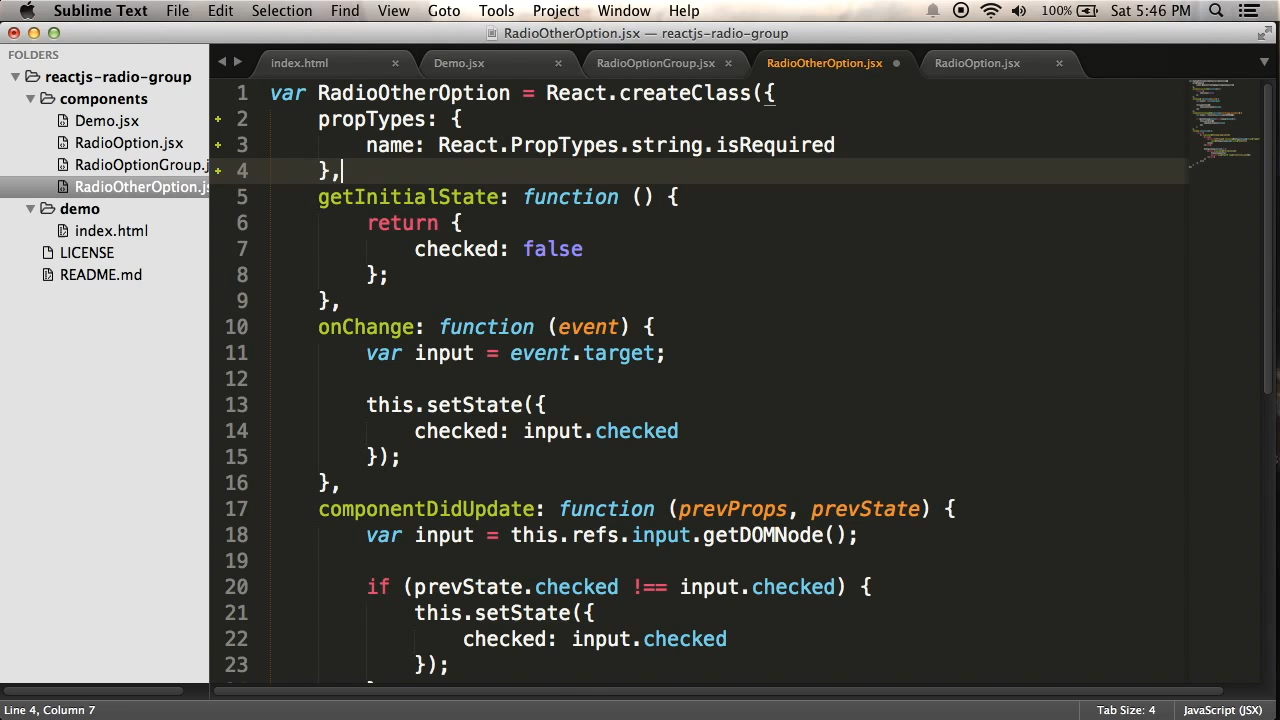 Sublime Text File Edit Selection Find View Goto Tools Project Window Help 100% Sat 5:46 PM
RadioOtherOption.jsx — reactjs-radio-group
FOLDERS
reactjs-radio-group
components
Demo.jsx
RadioOption.jsx
RadioOptionGroup.j
RadioOtherOption.js
demo
index.html
LICENSE
README.md
index.html × Demo.jsx × RadioOptionGroup.jsx × RadioOtherOption.jsx RadioOption.jsx ×
1 var RadioOtherOption = React.createClass({
2 propTypes: {
3 name: React.PropTypes.string.isRequired
4 },
5 getInitialState: function () {
6 return {
7 checked: false
8 };
9 },
10 onChange: function (event) {
11 var input = event.target;
12
13 this.setState({
14 checked: input.checked
15 });
16 },
17 componentDidUpdate: function (prevProps, prevState) {
18 var input = this.refs.input.getDOMNode();
19
20 if (prevState.checked !== input.checked) {
21 this.setState({
22 checked: input.checked
23 });
Line 4, Column 7 Tab Size: 4 JavaScript (JSX)